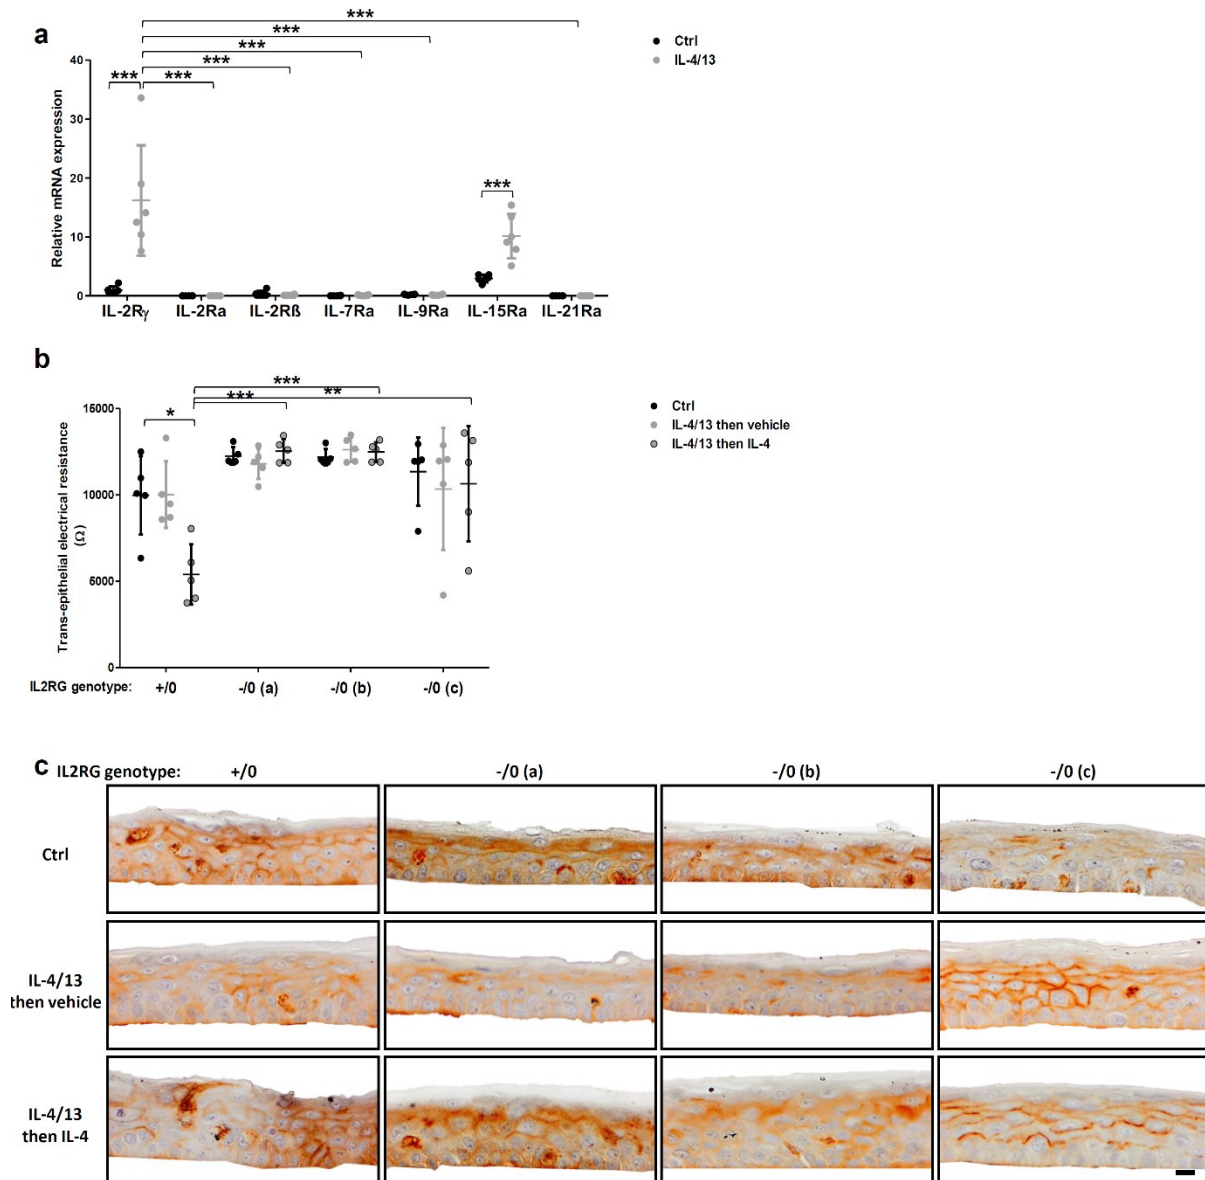 a
***
***
***
***
***
***
***
Ctrl
IL-4/13
Relative mRNA expression
40
30
20
10
0
IL-2Rγ IL-2Ra IL-2Rß IL-7Ra IL-9Ra IL-15Ra IL-21Ra
b
***
***
**
*
Ctrl
IL-4/13 then vehicle
IL-4/13 then IL-4
Trans-epithelial electrical resistance
(Ω)
15000
10000
5000
0
IL2RG genotype: +/0 -/0 (a) -/0 (b) -/0 (c)
c
IL2RG genotype: +/0 -/0 (a) -/0 (b) -/0 (c)
Ctrl
IL-4/13
then vehicle
IL-4/13
then IL-4